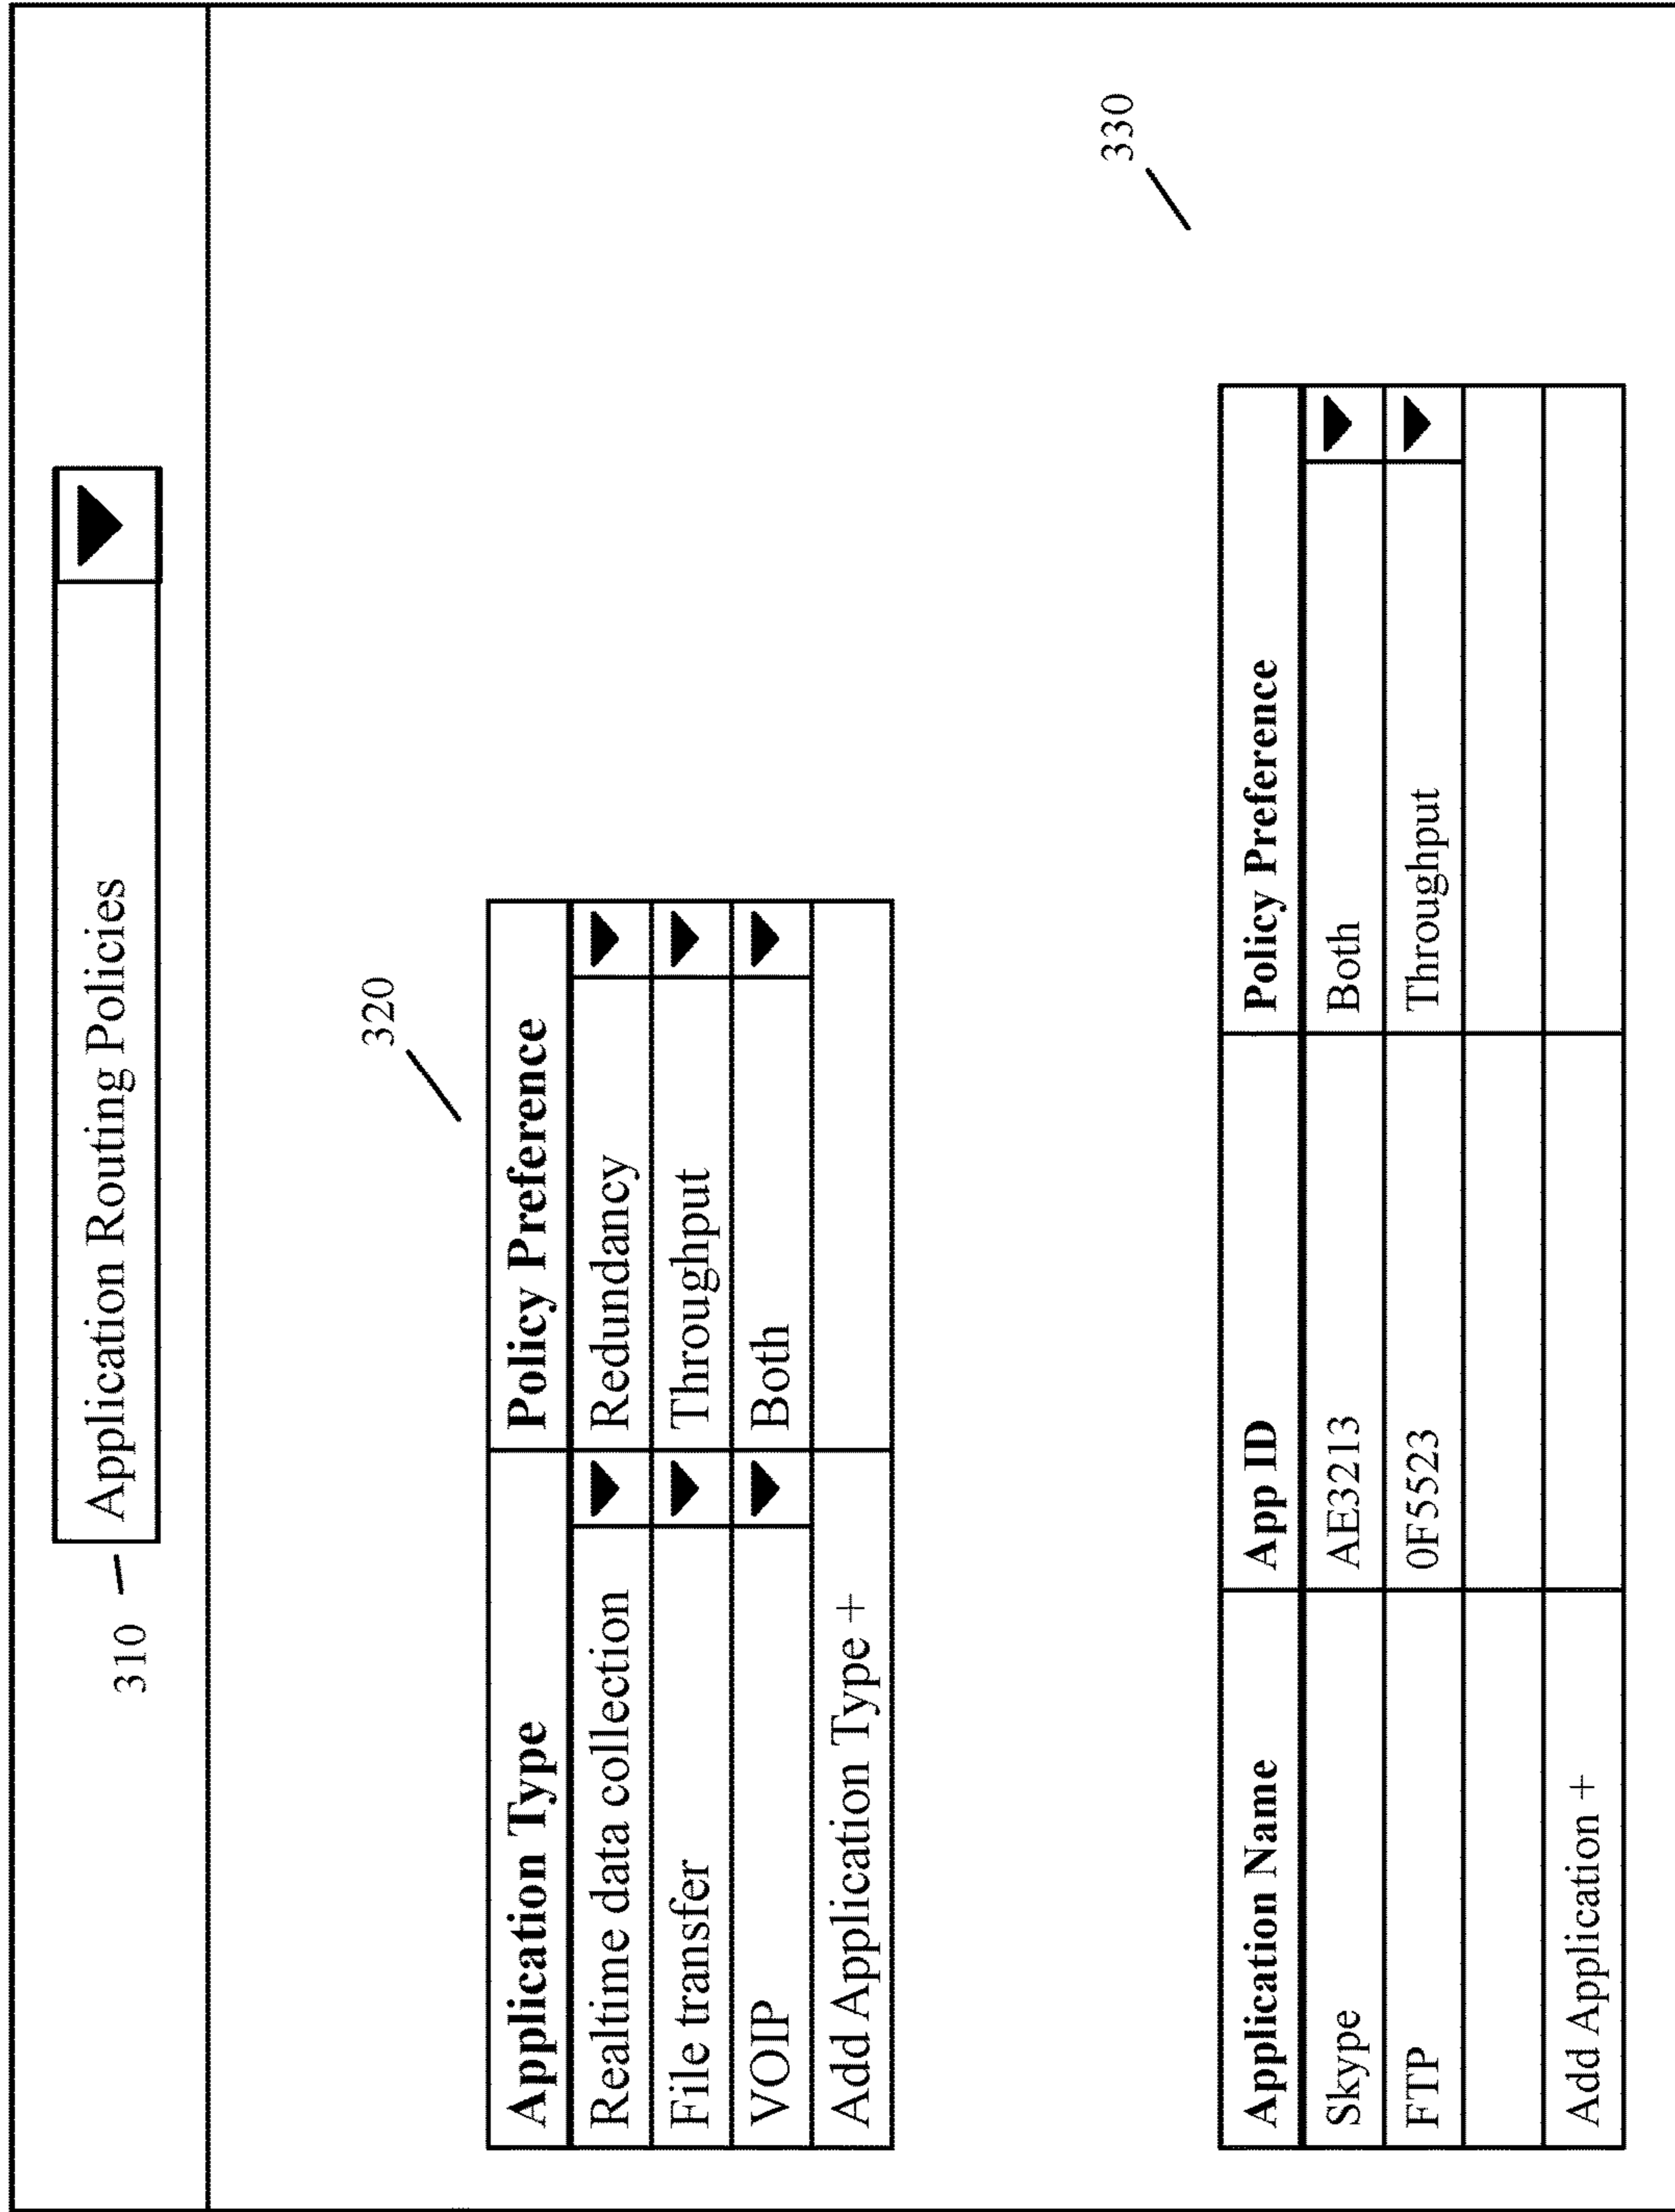 310
Application Routing Policies
320
Application Type Policy Preference
Realtime data collection Redundancy
File transfer Throughput
VOIP Both
Add Application Type +
330
Application Name App ID Policy Preference
Skype AE3213 Both
FTP 0F5523 Throughput
Add Application +